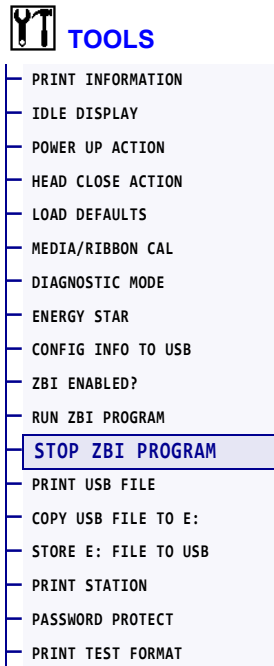 TOOLS
PRINT INFORMATION
IDLE DISPLAY
POWER UP ACTION
HEAD CLOSE ACTION
LOAD DEFAULTS
MEDIA/RIBBON CAL
DIAGNOSTIC MODE
ENERGY STAR
CONFIG INFO TO USB
ZBI ENABLED?
RUN ZBI PROGRAM
STOP ZBI PROGRAM
PRINT USB FILE
COPY USB FILE TO E:
STORE E: FILE TO USB
PRINT STATION
PASSWORD PROTECT
PRINT TEST FORMAT